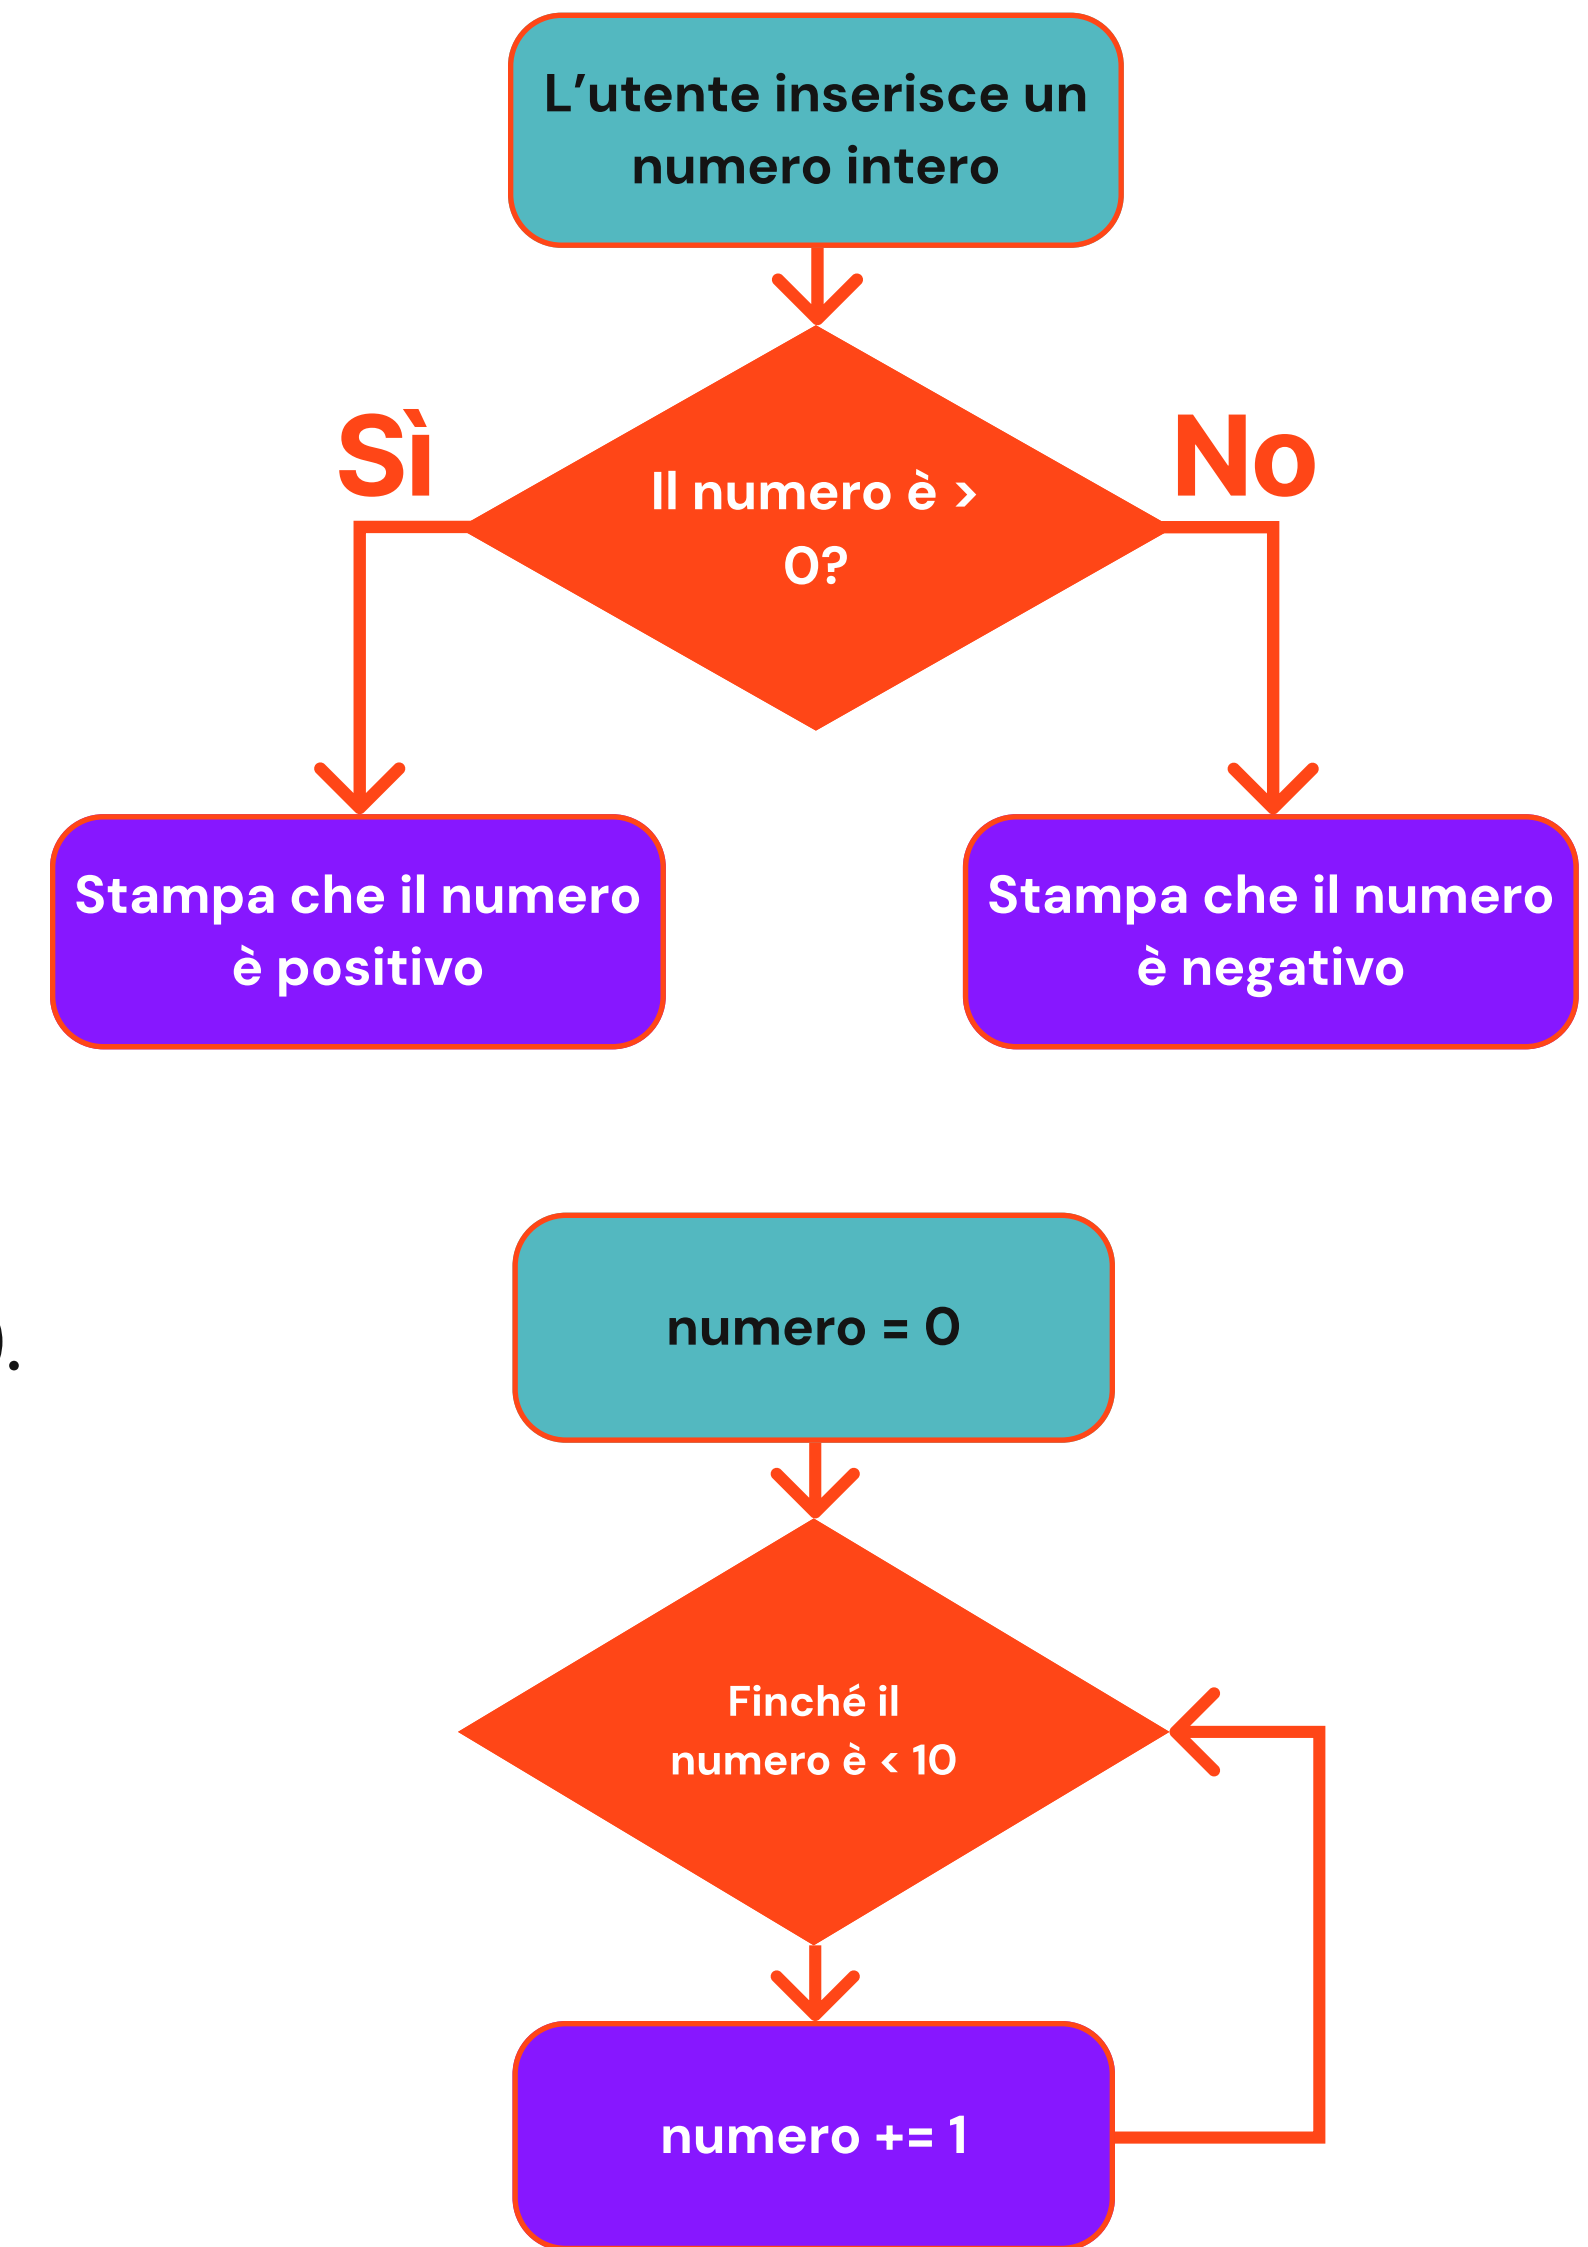 L’utente inserisce un
numero intero
Sì
No
Il numero è >
0?
Stampa che il numero
è positivo
Stampa che il numero
è negativo
numero = 0
Finché il
numero è < 10
numero += 1